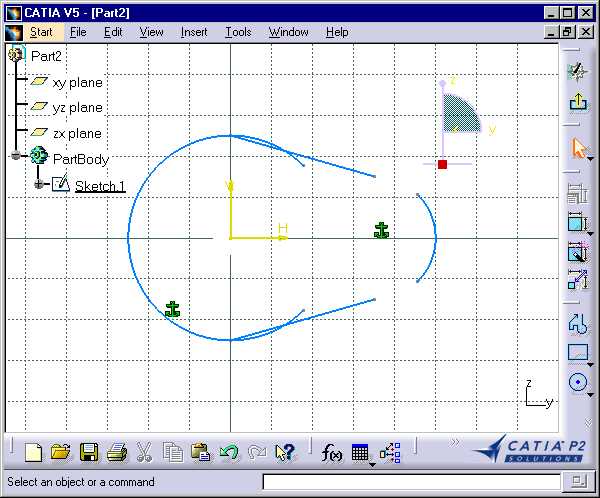 CATIA V5 - [Part2]
Start File Edit View Insert Tools Window Help
Part2
xy plane
yz plane
zx plane
PartBody
Sketch.1
z
y
x
V
H
z
y
f(x)
CATIA P2
SOLUTIONS
Select an object or a command